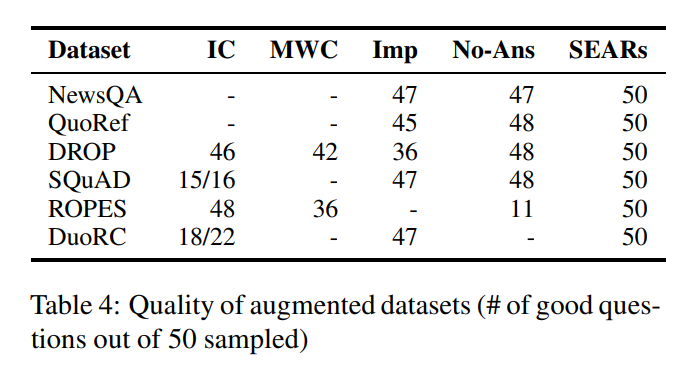 Dataset IC MWC Imp No-Ans SEARs
NewsQA - - 47 47 50
QuoRef - - 45 48 50
DROP 46 42 36 48 50
SQuAD 15/16 - 47 48 50
ROPES 48 36 - 11 50
DuoRC 18/22 - 47 - 50
Table 4: Quality of augmented datasets (# of good ques-
tions out of 50 sampled)